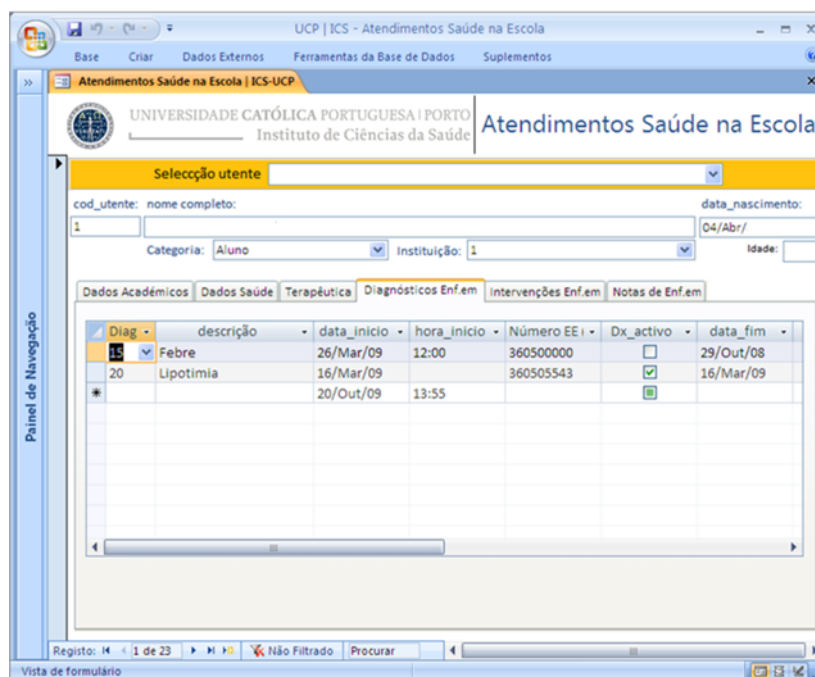 UCP | ICS - Atendimentos Saúde na Escola
Base Criar Dados Externos Ferramentas da Base de Dados Suplementos
Atendimentos Saúde na Escola | ICS-UCP
UNIVERSIDADE CATÓLICA PORTUGUESA | PORTO
Instituto de Ciências da Saúde
Atendimentos Saúde na Escola
Selecção utente
cod_utente: nome completo: data_nascimento:
1 04/Abr/
Categoria: Aluno Instituição: 1 Idade:
Dados Académicos Dados Saúde Terapêutica Diagnósticos Enf.em Intervenções Enf.em Notas de Enf.em
Diag descrição data_inicio hora_inicio Número EE Dx_activo data_fim
15 Febre 26/Mar/09 12:00 360500000 29/Out/08
20 Lipotimia 16/Mar/09 360505543 16/Mar/09
20/Out/09 13:55
Painel de Navegação
Registo: 1 de 23 Não Filtrado Procurar
Vista de formulário